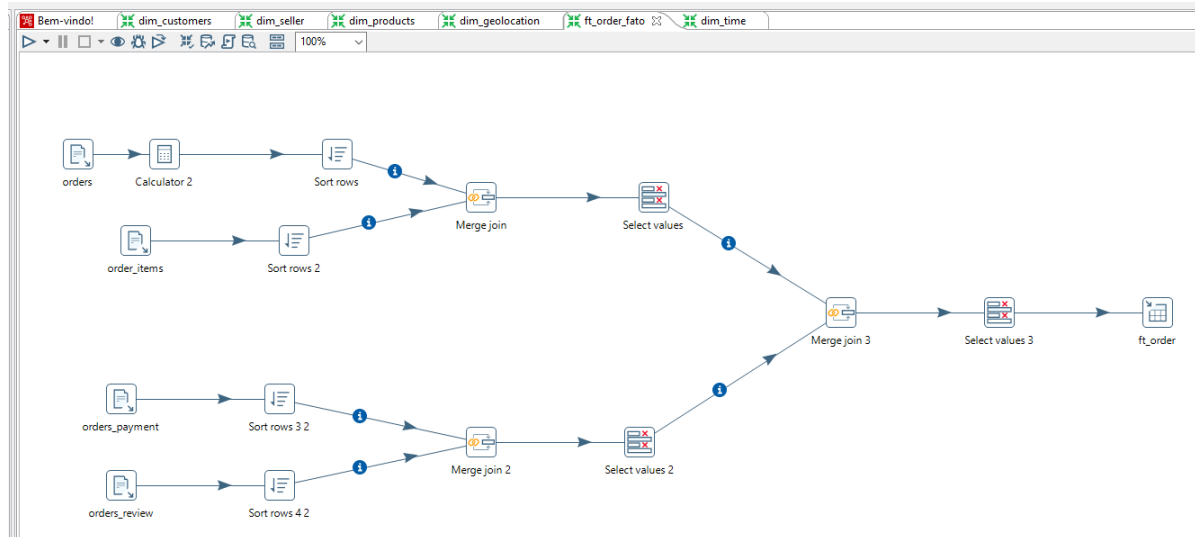 Bem-vindo!
dim_customers
dim_seller
dim_products
dim_geolocation
ft_order_fato
dim_time
100%
orders
Calculator 2
Sort rows
Merge join
Select values
order_items
Sort rows 2
Merge join 3
Select values 3
ft_order
orders_payment
Sort rows 3 2
Merge join 2
Select values 2
orders_review
Sort rows 4 2